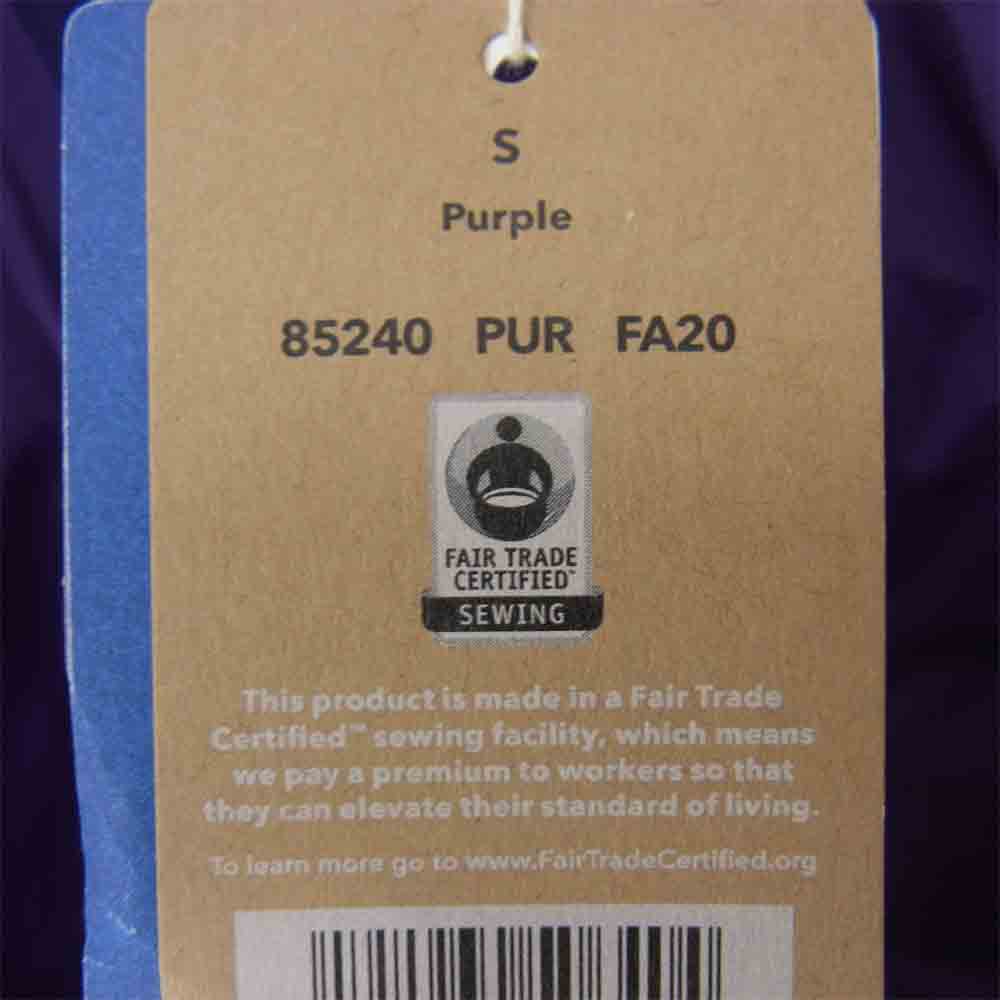 S
Purple
85240 PUR FA20
FAIR TRADE
CERTIFIED™
SEWING
This product is made in a Fair Trade
Certified™ sewing facility, which means
we pay a premium to workers so that
they can elevate their standard of living.
To learn more go to www.FairTradeCertified.org